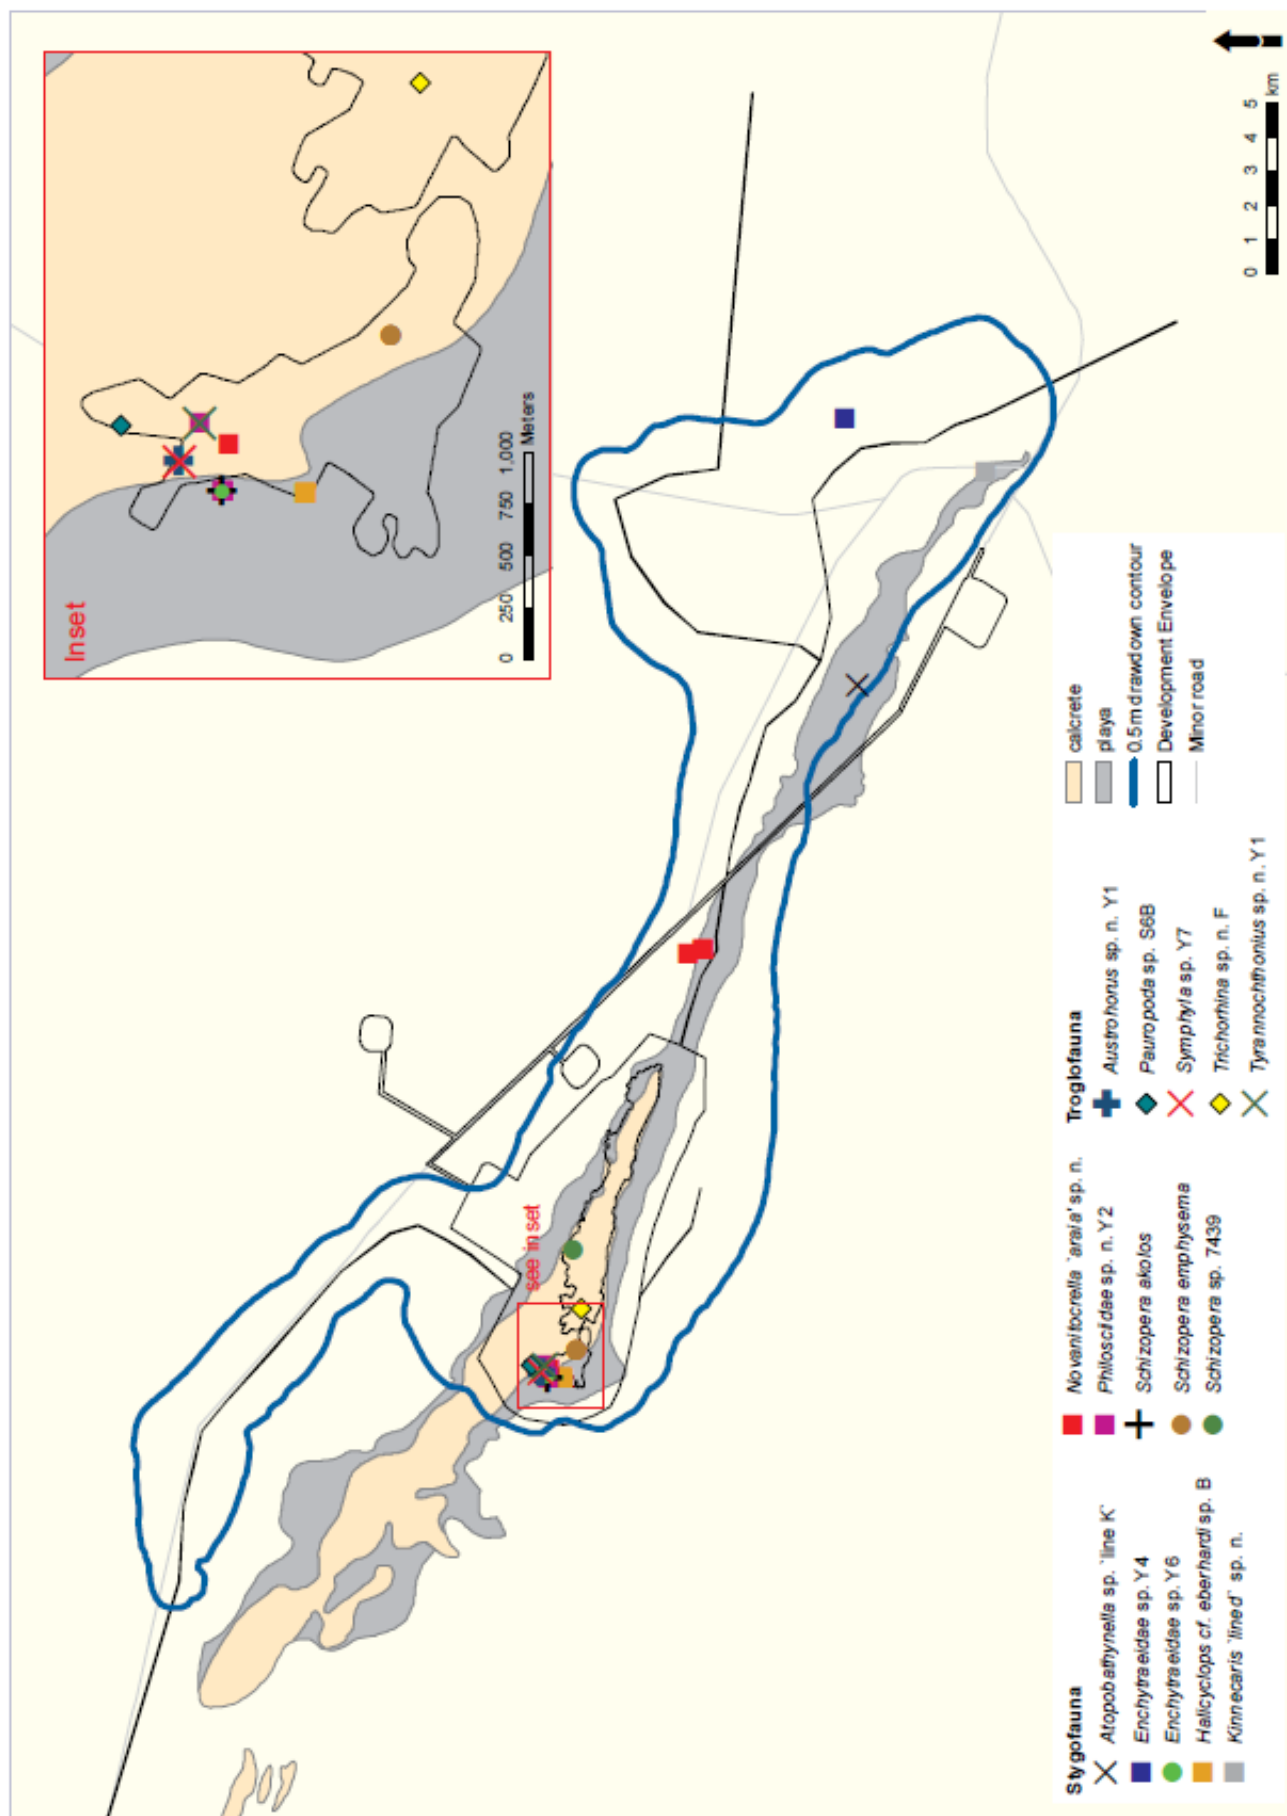 Inset
0 250 500 750 1,000
Meters
see inset
0 1 2 3 4 5
km
Stygofauna
Atopobathynella sp. `line K`
Enchytraeidae sp. Y4
Enchytraeidae sp. Y6
Halicyclops cf. eberhardi sp. B
Kinnecaris `lined` sp. n.
Novanitocrella `araia' sp. n.
Philosciidae sp. n. Y2
Schizopera akolos
Schizopera emphysema
Schizopera sp. 7439
Troglofauna
Austrohorus sp. n. Y1
Pauropoda sp. S6B
Symphyla sp. Y7
Trichorhina sp. n. F
Tyrannochthonius sp. n. Y1
calcrete
playa
0.5m drawdown contour
Development Envelope
Minor road